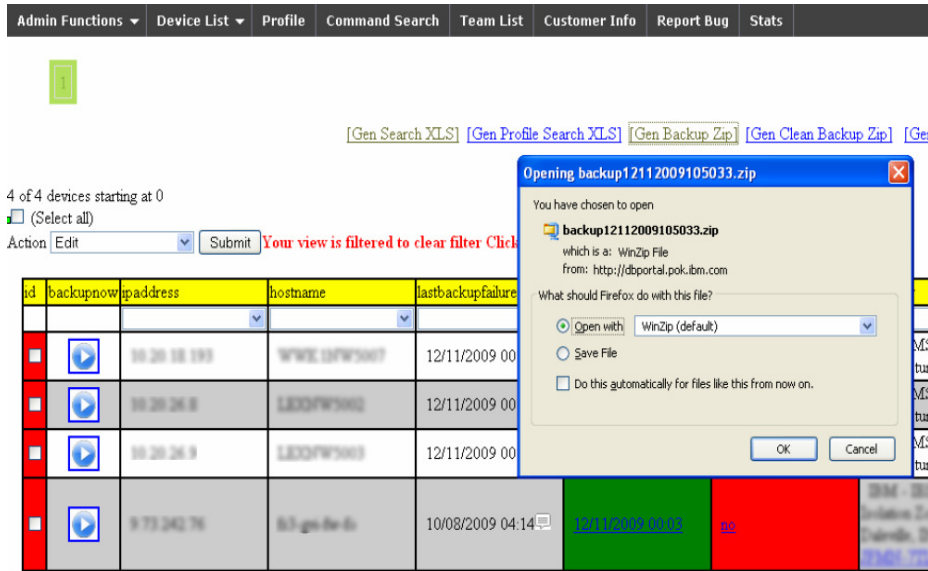 Admin Functions Device List Profile Command Search Team List Customer Info Report Bug Stats
1
[Gen Search XLS] [Gen Profile Search XLS] [Gen Backup Zip] [Gen Clean Backup Zip] [Ge
4 of 4 devices starting at 0
(Select all)
Action Edit Submit Your view is filtered to clear filter Click
Opening backup12112009105033.zip
You have chosen to open
backup12112009105033.zip
which is a: WinZip File
from: http://dbportal.pok.ibm.com
What should Firefox do with this file?
Open with WinZip (default)
Save File
Do this automatically for files like this from now on.
OK Cancel
id backupnow ipaddress hostname lastbackupfailure
12/11/2009 00
12/11/2009 00
12/11/2009 00
10/08/2009 04:14 12/11/2009 00:03 no